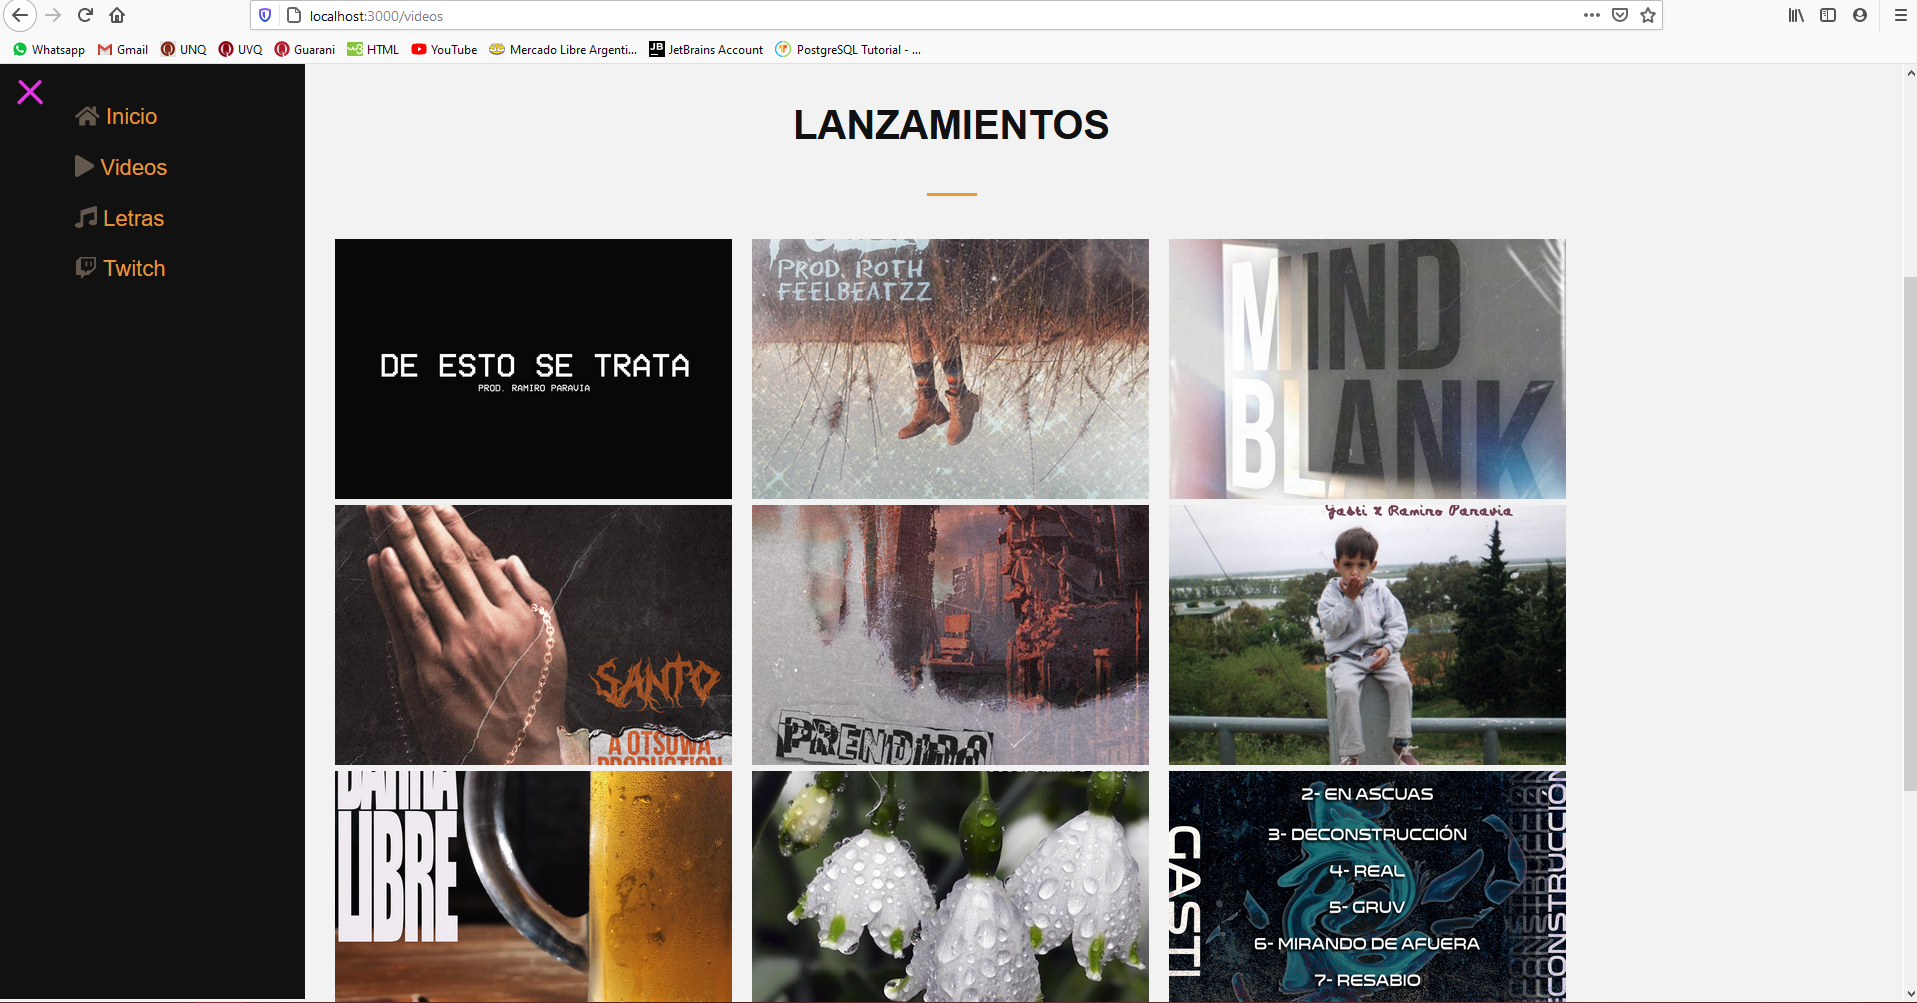 localhost:3000/videos
Whatsapp
Gmail
UNQ
UVQ
Guarani
HTML
YouTube
Mercado Libre Argenti...
JetBrains Account
PostgreSQL Tutorial - ...
Inicio
Videos
Letras
Twitch
LANZAMIENTOS
DE ESTO SE TRATA
PROD. RAMIRO PARAVIA
PROD. ROTH
FEELBEATZZ
MIND
BLANK
SANTO
A OTSUWA
PRODUCTION
PRENDIDO
Gasti x Ramiro Paravia
BARRA
LIBRE
GASTI
2- EN ASCUAS
3- DECONSTRUCCIÓN
4- REAL
5- GRUV
6- MIRANDO DE AFUERA
7- RESABIO